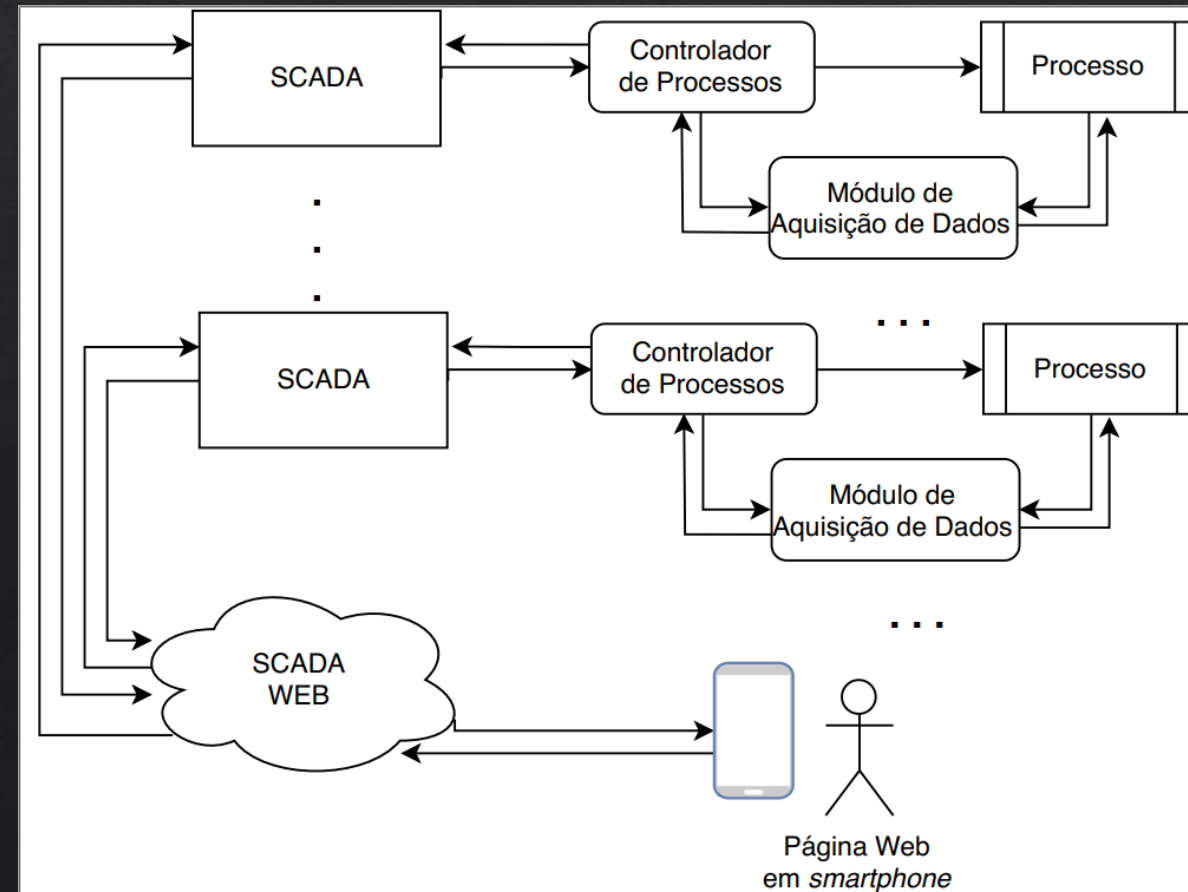 SCADA
Controlador
de Processos
Processo
Módulo de
Aquisição de Dados
.
.
.
. . .
SCADA
Controlador
de Processos
Processo
Módulo de
Aquisição de Dados
. . .
SCADA
WEB
Página Web
em smartphone